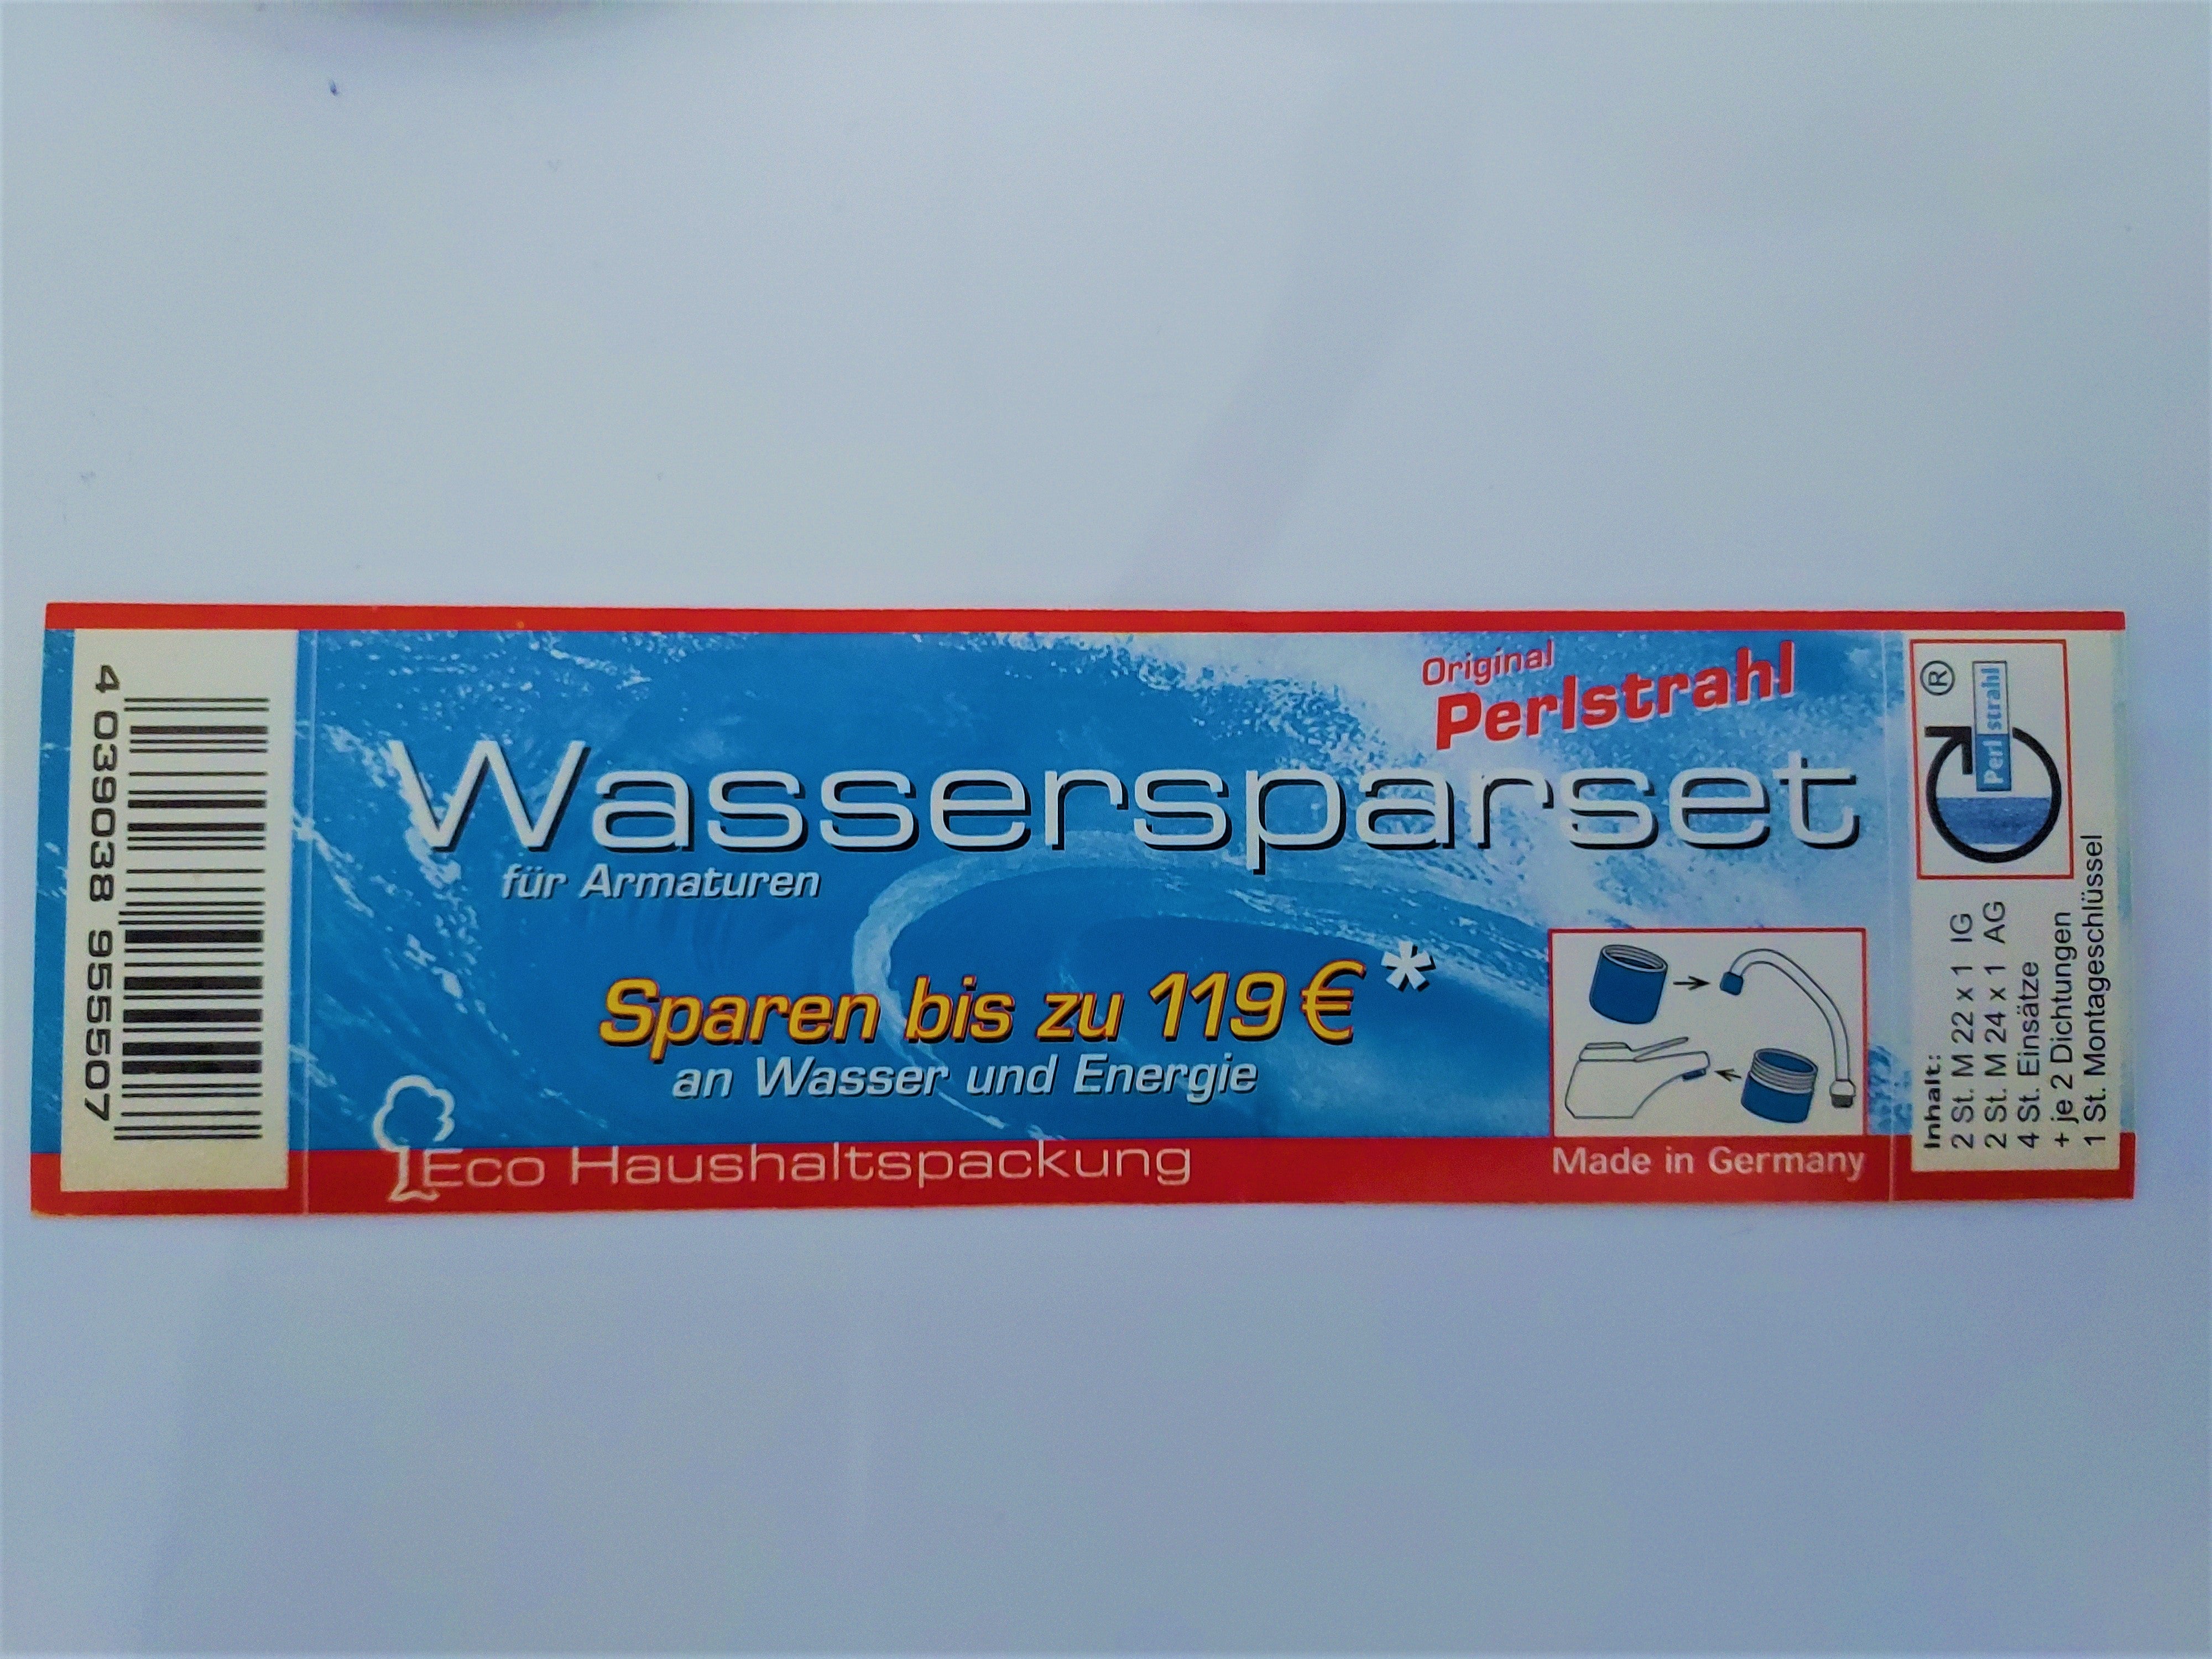 4 039038 955507
Original
Perlstrahl
Wassersparset
für Armaturen
Sparen bis zu 119 € *
an Wasser und Energie
Eco Haushaltspackung
Made in Germany
Perlstrahl ®
Inhalt:
2 St. M 22 x 1 IG
2 St. M 24 x 1 AG
4 St. Einsätze
+ je 2 Dichtungen
1 St. Montageschlüssel